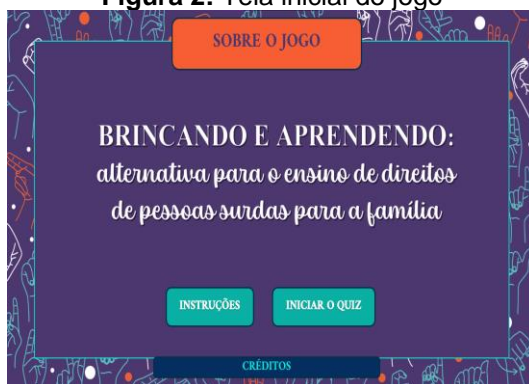 Figura 2: Tela inicial do jogo
SOBRE O JOGO
BRINCANDO E APRENDENDO:
alternativa para o ensino de direitos
de pessoas surdas para a família
INSTRUÇÕES INICIAR O QUIZ
CRÉDITOS